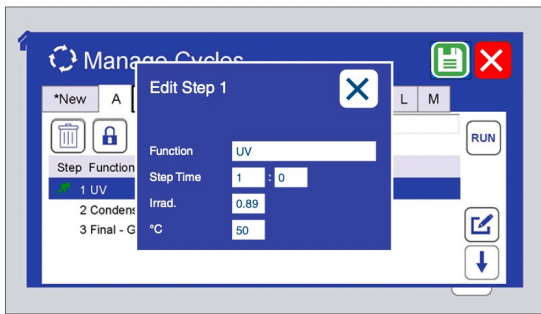 Manage Cycles
*New A L M
Edit Step 1
RUN
Step Function
Function UV
Step Time 1 : 0
Irrad. 0.89
°C 50
1 UV
2 Condens
3 Final - G